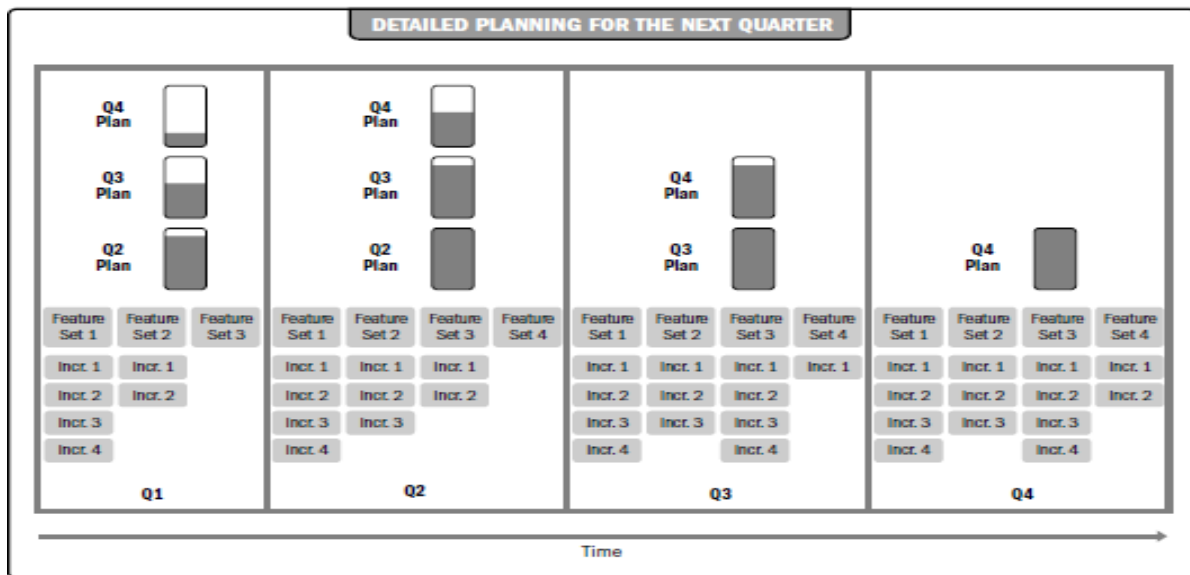 DETAILED PLANNING FOR THE NEXT QUARTER
Q4
Plan
Q3
Plan
Q2
Plan
Feature
Set 1
Feature
Set 2
Feature
Set 3
Incr. 1
Incr. 1
Incr. 2
Incr. 2
Incr. 3
Incr. 4
Q1
Q4
Plan
Q3
Plan
Q2
Plan
Feature
Set 1
Feature
Set 2
Feature
Set 3
Feature
Set 4
Incr. 1
Incr. 1
Incr. 1
Incr. 2
Incr. 2
Incr. 2
Incr. 3
Incr. 3
Incr. 4
Q2
Q4
Plan
Q3
Plan
Feature
Set 1
Feature
Set 2
Feature
Set 3
Feature
Set 4
Incr. 1
Incr. 1
Incr. 1
Incr. 1
Incr. 2
Incr. 2
Incr. 2
Incr. 3
Incr. 3
Incr. 3
Incr. 4
Incr. 4
Q3
Q4
Plan
Feature
Set 1
Feature
Set 2
Feature
Set 3
Feature
Set 4
Incr. 1
Incr. 1
Incr. 1
Incr. 1
Incr. 2
Incr. 2
Incr. 2
Incr. 2
Incr. 3
Incr. 3
Incr. 3
Incr. 4
Incr. 4
Q4
Time